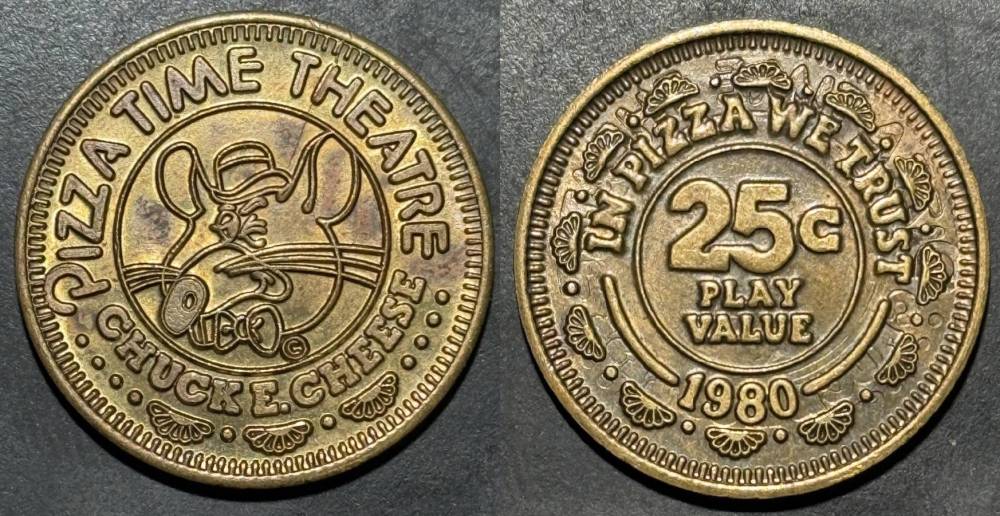 PIZZA TIME THEATRE
CHUCK E. CHEESE
©
IN PIZZA WE TRUST
25¢
PLAY
VALUE
1980